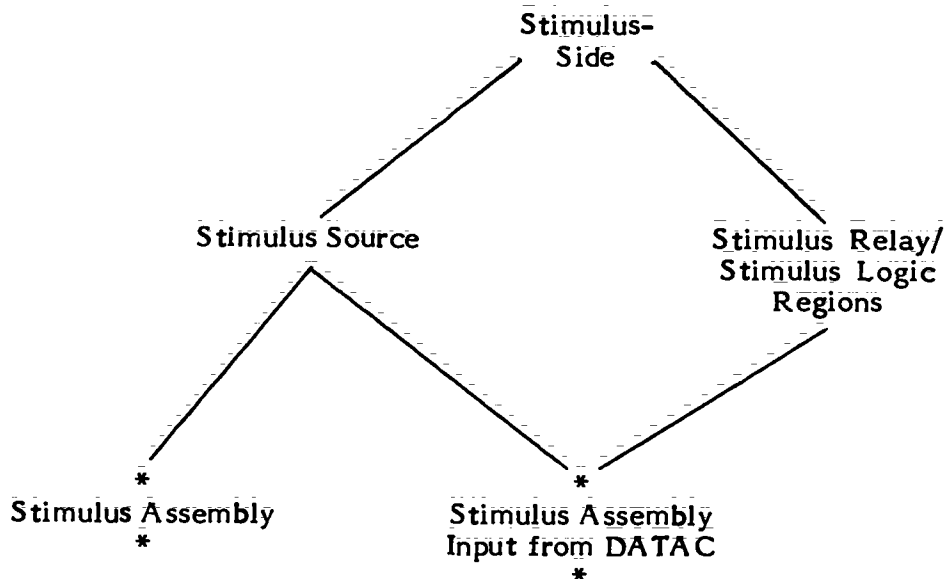 Stimulus-
Side
Stimulus Source
Stimulus Relay/
Stimulus Logic
Regions
*
Stimulus Assembly
*
*
Stimulus Assembly
Input from DATAC
*